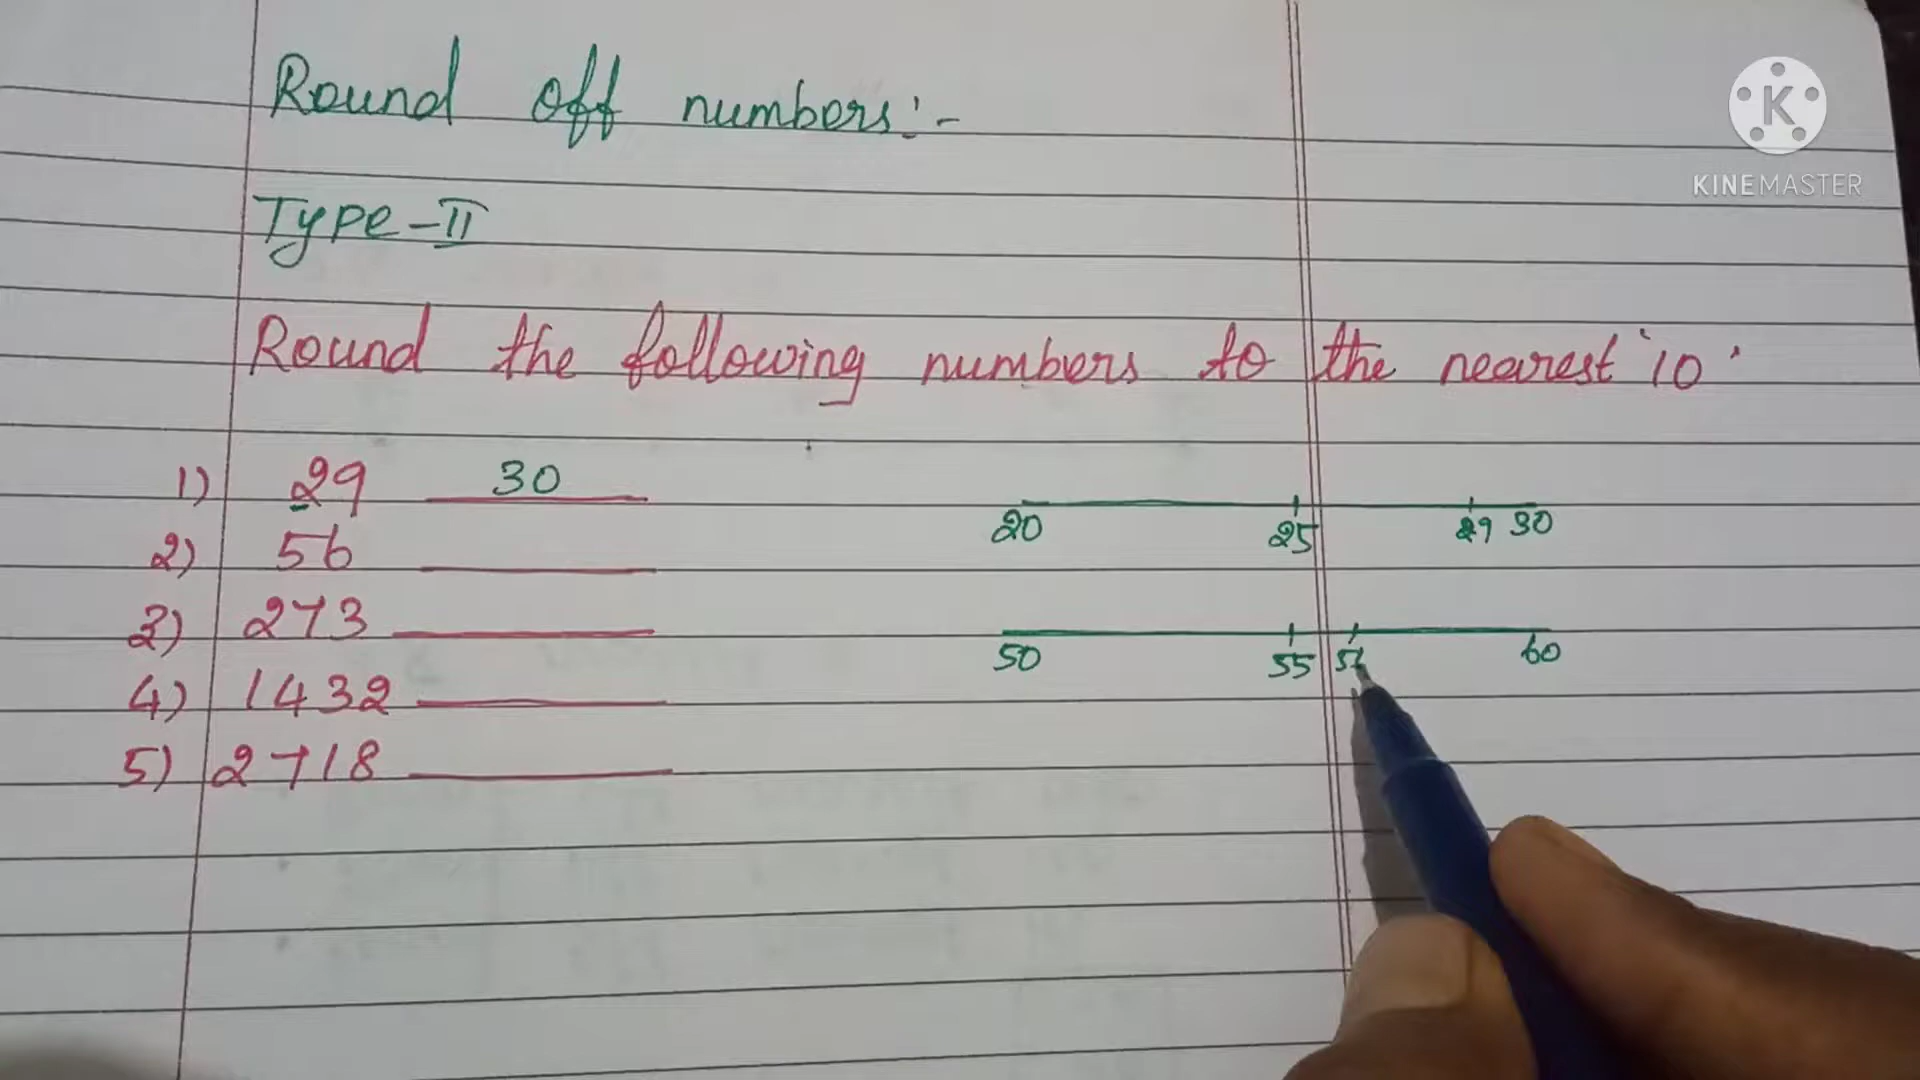 Round off numbers:-
KINEMASTER
Type-II
Round the following numbers to the nearest '10'
1) 29 30
20 25 29 30
2) 56
3) 273
50 55 56 60
4) 1432
5) 2718